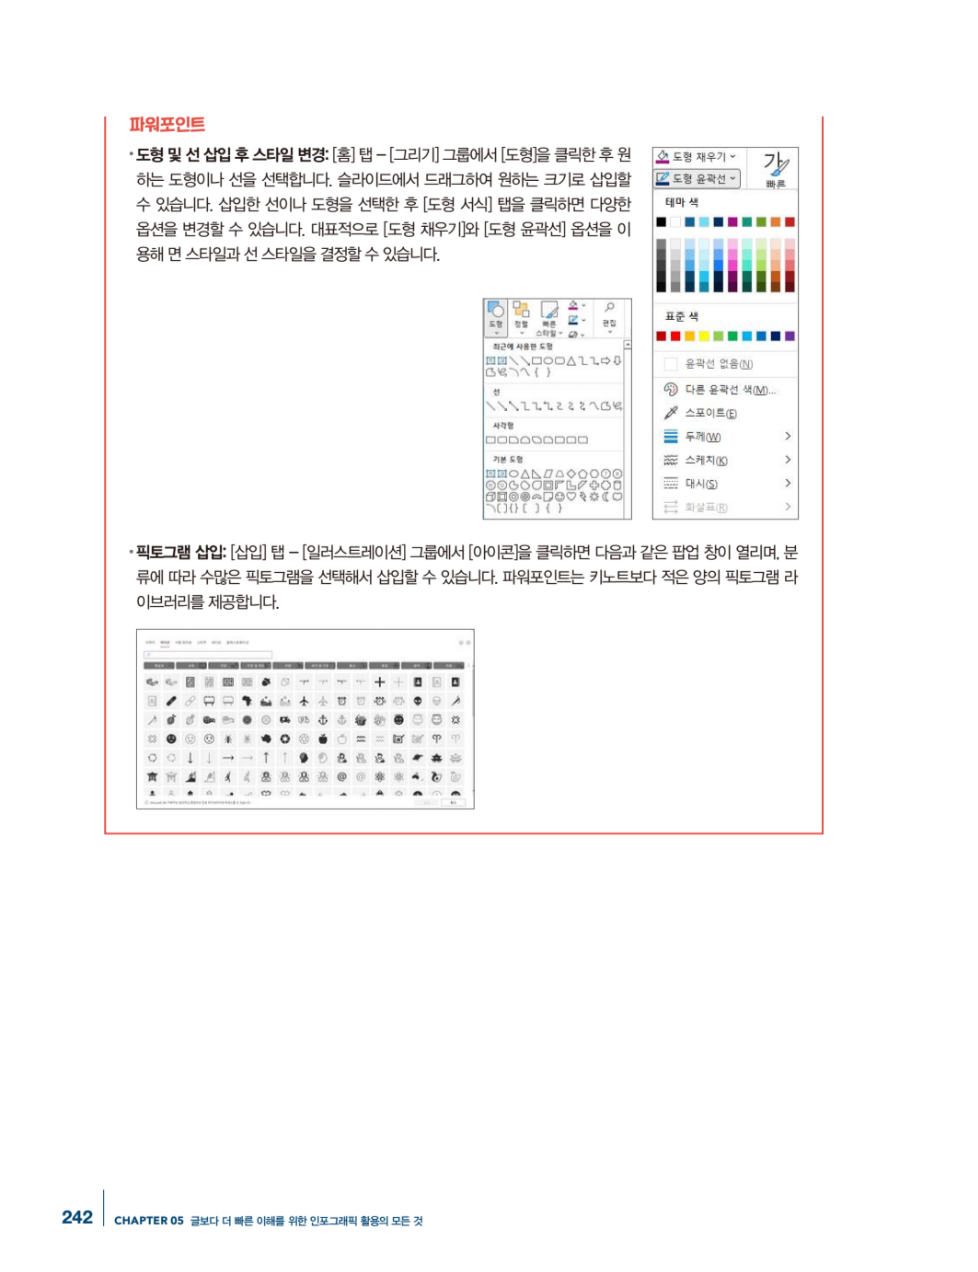 파워포인트
• 도형 및 선 삽입 후 스타일 변경: [홈] 탭 – [그리기] 그룹에서 [도형]을 클릭한 후 원
하는 도형이나 선을 선택합니다. 슬라이드에서 드래그하여 원하는 크기로 삽입할
수 있습니다. 삽입한 선이나 도형을 선택한 후 [도형 서식] 탭을 클릭하면 다양한
옵션을 변경할 수 있습니다. 대표적으로 [도형 채우기]와 [도형 윤곽선] 옵션을 이
용해 면 스타일과 선 스타일을 결정할 수 있습니다.
도형 채우기
도형 윤곽선
가
빠른
테마 색
표준 색
윤곽선 없음(N)
다른 윤곽선 색(M)...
스포이트(E)
두께(W)
스케치(K)
대시(S)
화살표(R)
도형
정렬
빠른
스타일
편집
최근에 사용한 도형
선
사각형
기본 도형
• 픽토그램 삽입: [삽입] 탭 – [일러스트레이션] 그룹에서 [아이콘]을 클릭하면 다음과 같은 팝업 창이 열리며, 분
류에 따라 수많은 픽토그램을 선택해서 삽입할 수 있습니다. 파워포인트는 키노트보다 적은 양의 픽토그램 라
이브러리를 제공합니다.
242
CHAPTER 05 글보다 더 빠른 이해를 위한 인포그래픽 활용의 모든 것